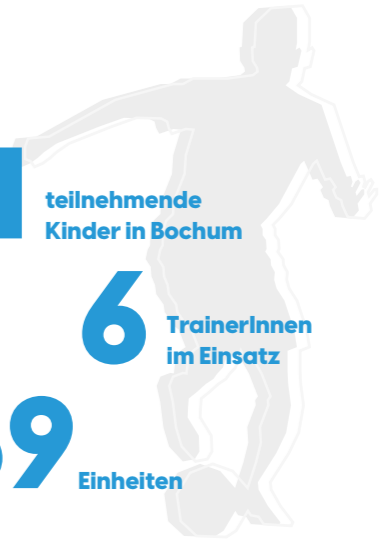 teilnehmende
Kinder in Bochum
6
TrainerInnen
im Einsatz
9
Einheiten